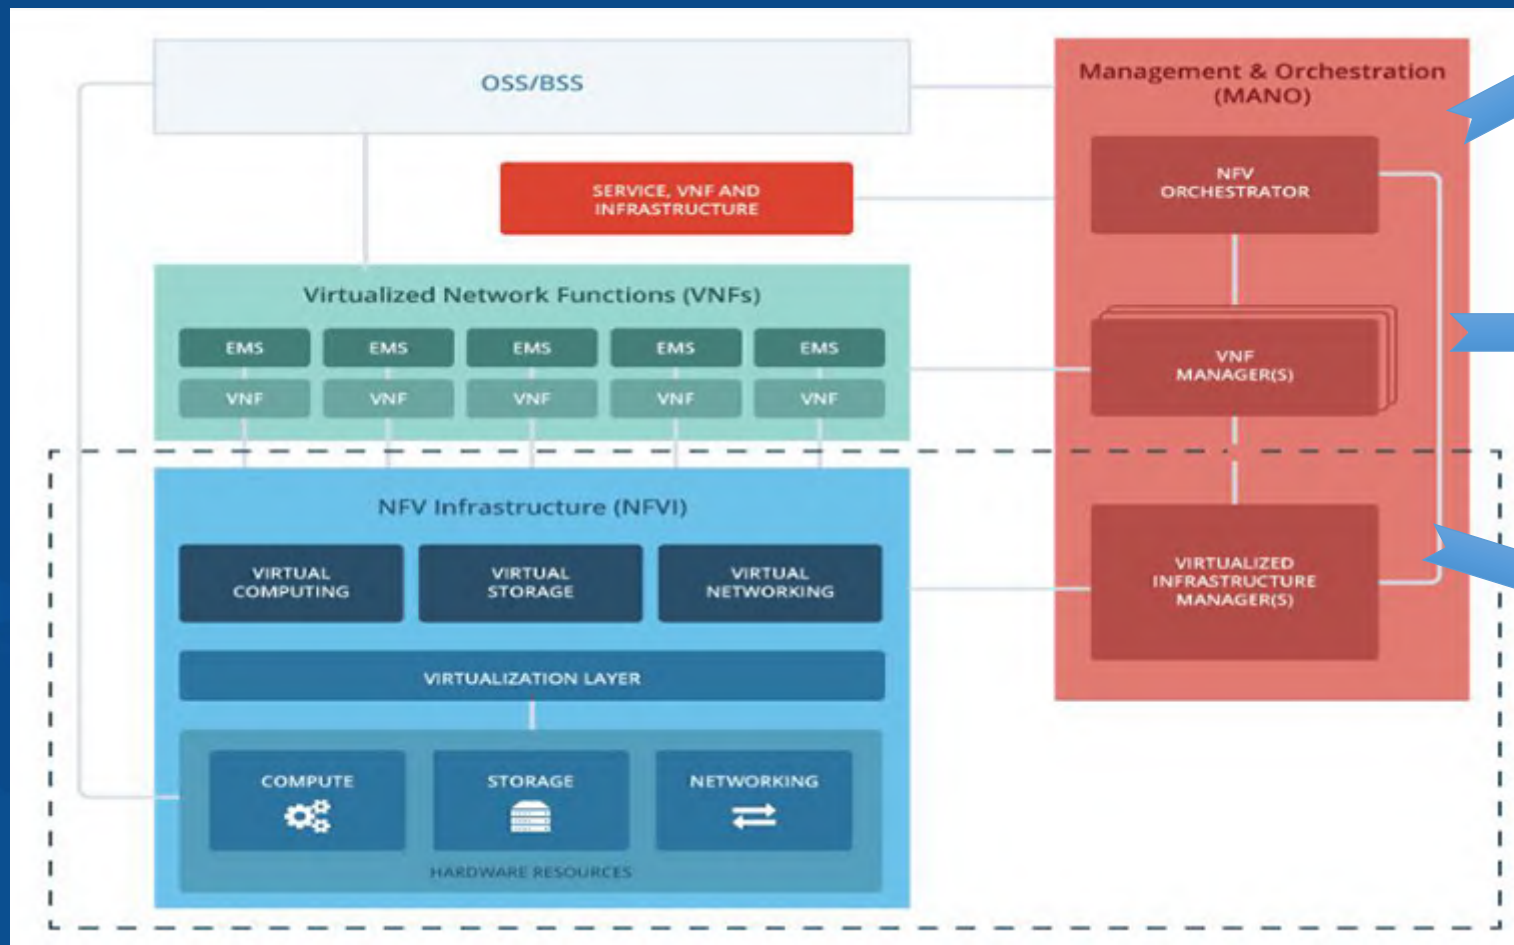 OSS/BSS
Management & Orchestration
(MANO)
NFV
ORCHESTRATOR
SERVICE, VNF AND
INFRASTRUCTURE
Virtualized Network Functions (VNFs)
EMS
EMS
EMS
EMS
EMS
VNF
VNF
VNF
VNF
VNF
VNF
MANAGER(S)
NFV Infrastructure (NFVI)
VIRTUAL
COMPUTING
VIRTUAL
STORAGE
VIRTUAL
NETWORKING
VIRTUALIZED
INFRASTRUCTURE
MANAGER(S)
VIRTUALIZATION LAYER
COMPUTE
STORAGE
NETWORKING
HARDWARE RESOURCES